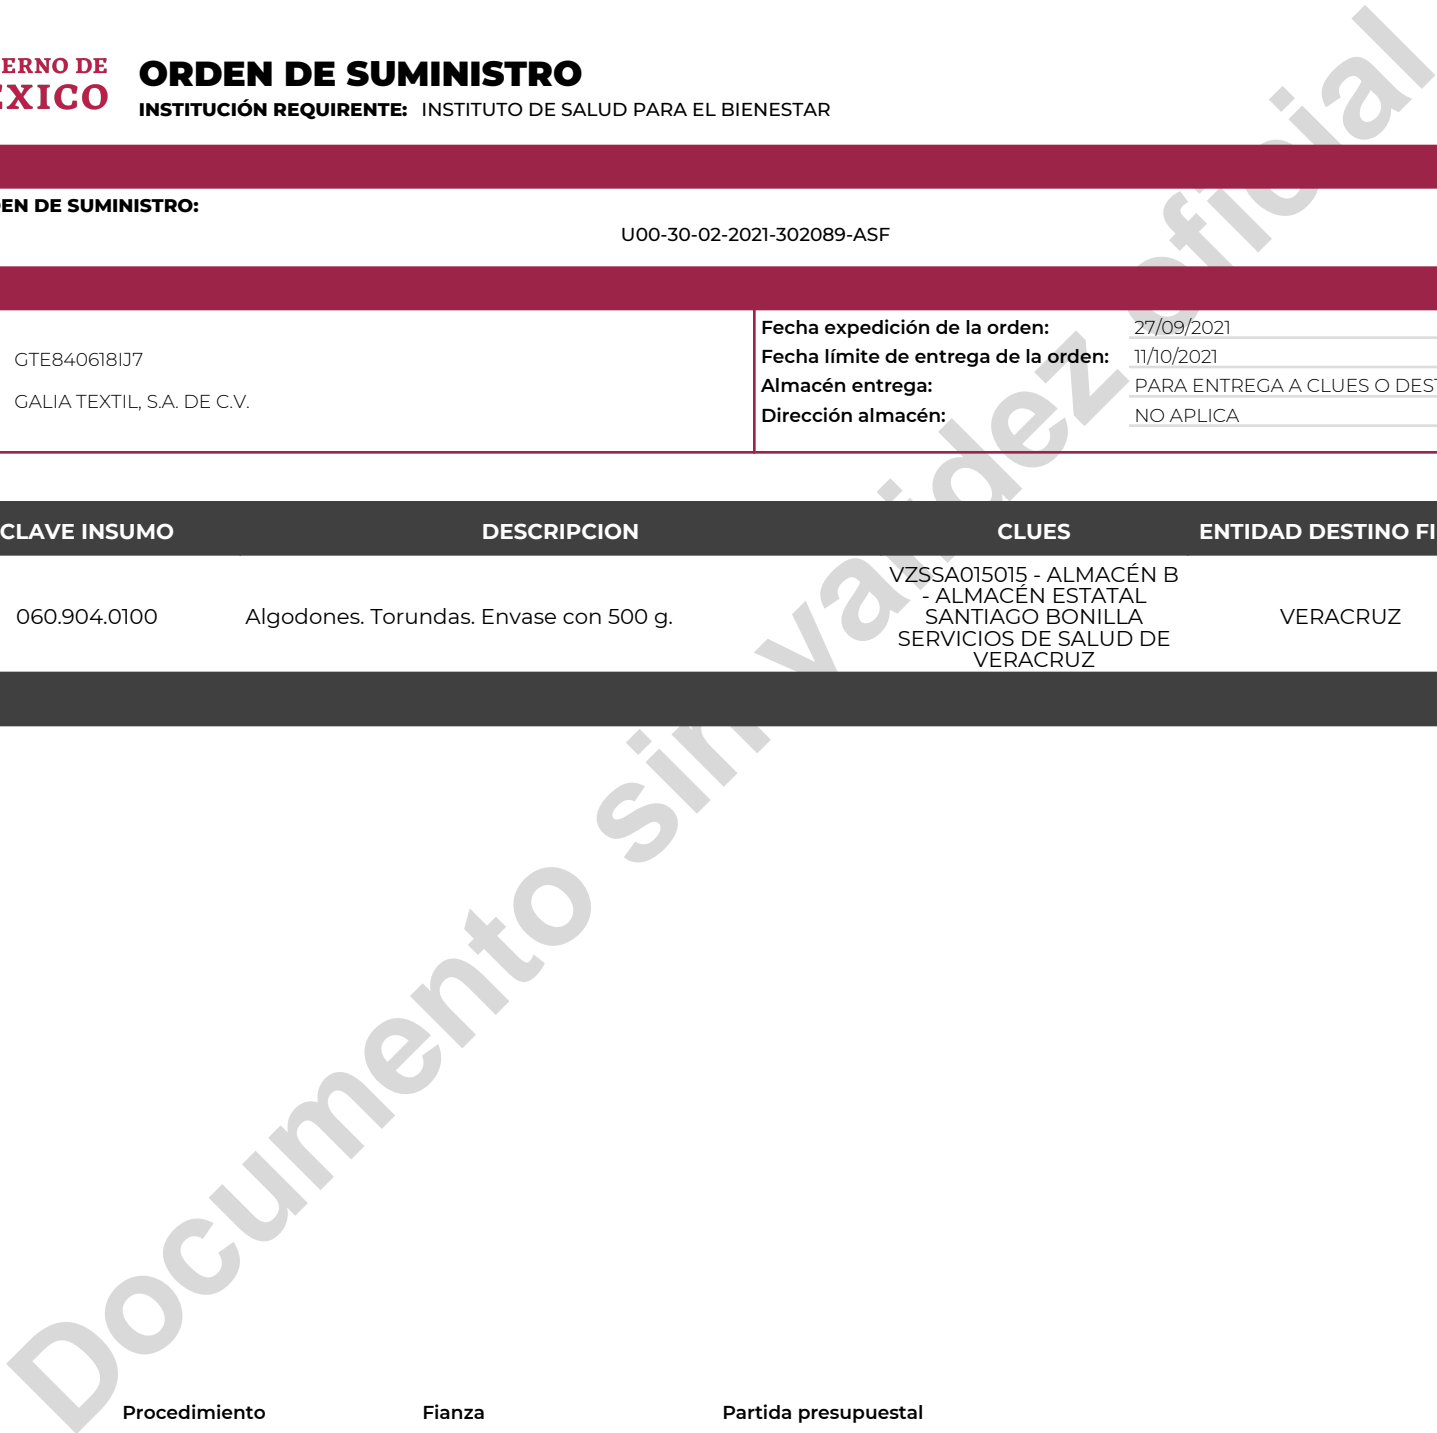 ERNO DE
EXICO
ORDEN DE SUMINISTRO
INSTITUCIÓN REQUIRENTE: INSTITUTO DE SALUD PARA EL BIENESTAR
EN DE SUMINISTRO:
U00-30-02-2021-302089-ASF
GTE840618IJ7
GALIA TEXTIL, S.A. DE C.V.
Fecha expedición de la orden: 27/09/2021
Fecha límite de entrega de la orden: 11/10/2021
Almacén entrega: PARA ENTREGA A CLUES O DEST
Dirección almacén: NO APLICA
CLAVE INSUMO DESCRIPCION CLUES ENTIDAD DESTINO FI
060.904.0100 Algodones. Torundas. Envase con 500 g.
VZSSA015015 - ALMACÉN B
- ALMACÉN ESTATAL
SANTIAGO BONILLA
SERVICIOS DE SALUD DE
VERACRUZ
VERACRUZ
Documento sin validez oficial
Procedimiento Fianza Partida presupuestal